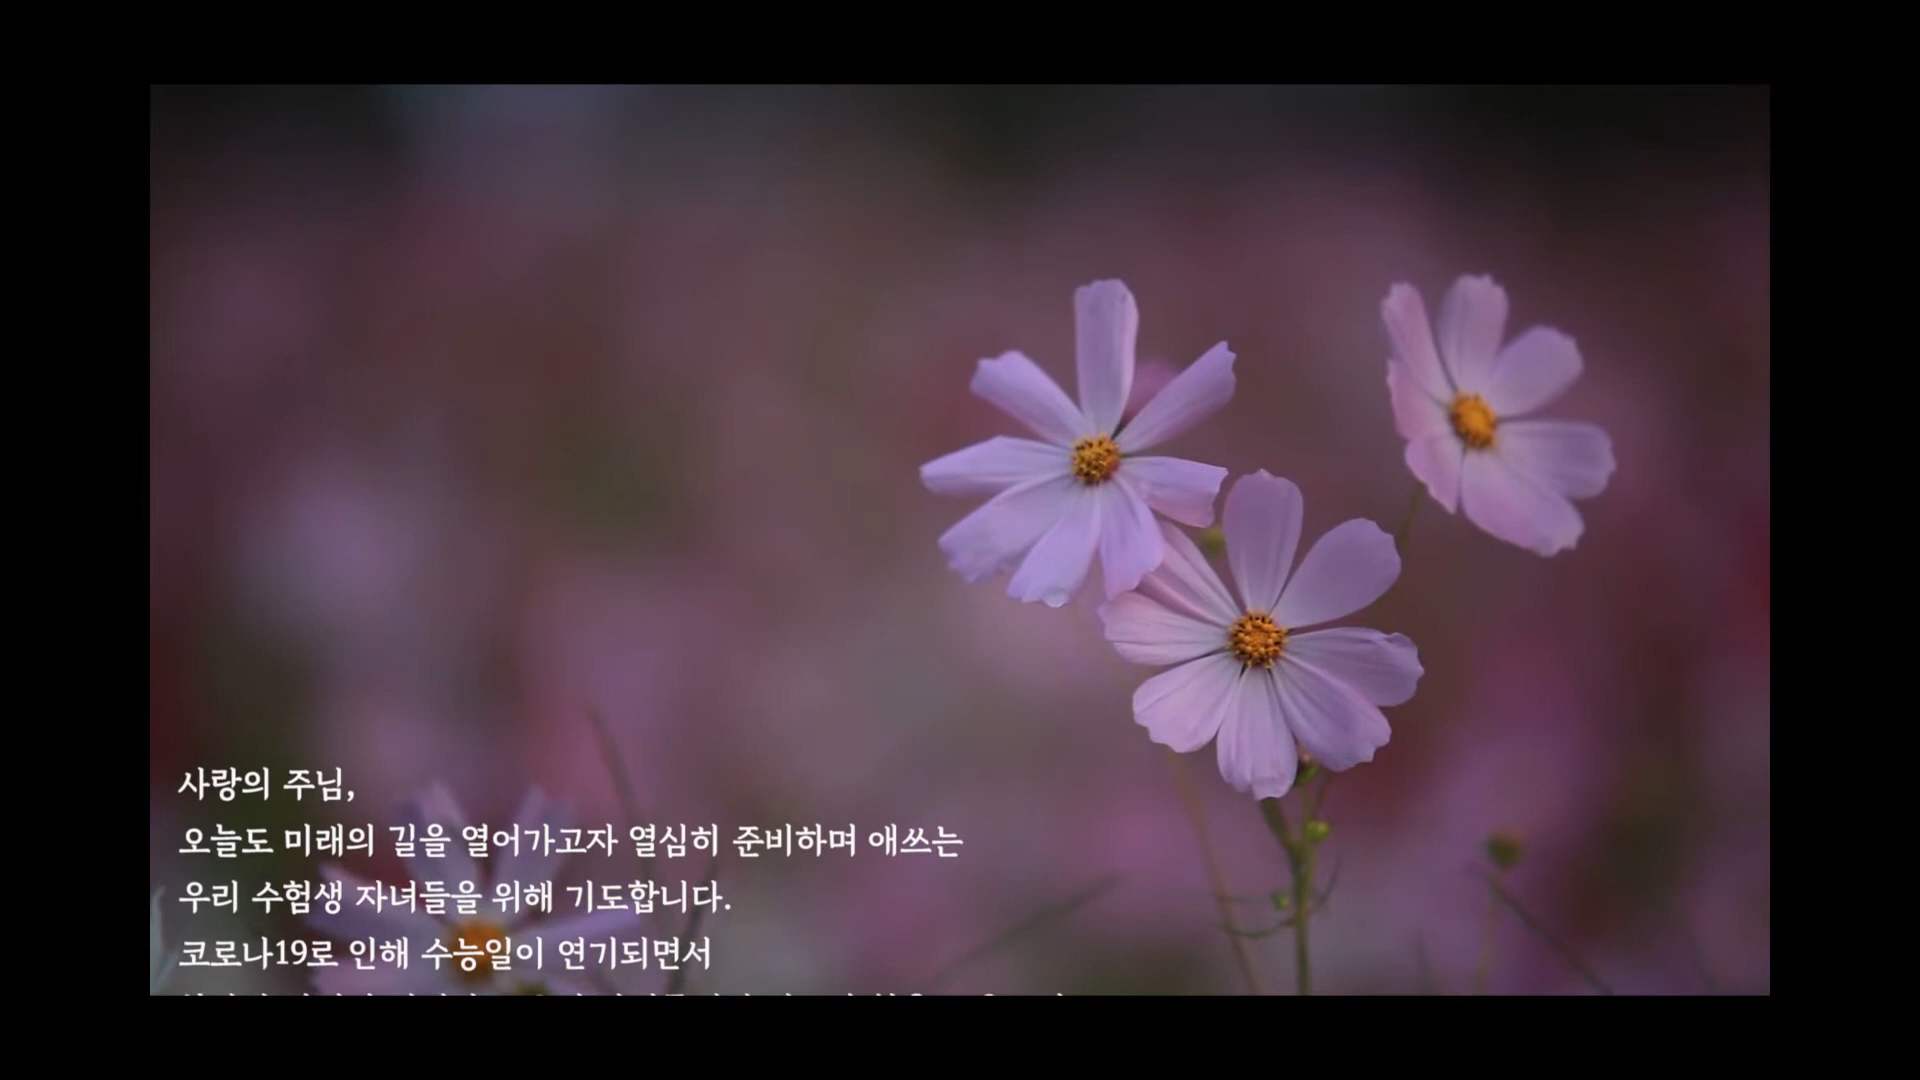 사랑의 주님,
오늘도 미래의 길을 열어가고자 열심히 준비하며 애쓰는
우리 수험생 자녀들을 위해 기도합니다.
코로나19로 인해 수능일이 연기되면서